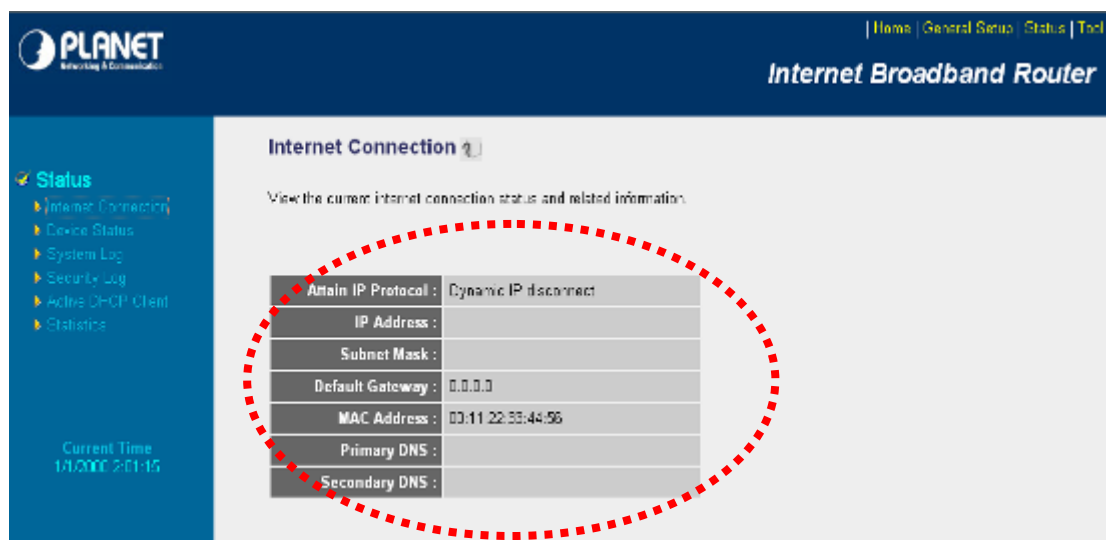 PLANET
Networking & Communication
| Home | General Setup | Status | Tool
Internet Broadband Router
Internet Connection
View the current internet connection status and related information.
Status
Internet Connection
Device Status
System Log
Security Log
Active DHCP Client
Statistics
Current Time
1/1/2000 2:01:15
Attain IP Protocol : Dynamic IP disconnect
IP Address :
Subnet Mask :
Default Gateway : 0.0.0.0
MAC Address : 00:11:22:33:44:56
Primary DNS :
Secondary DNS :